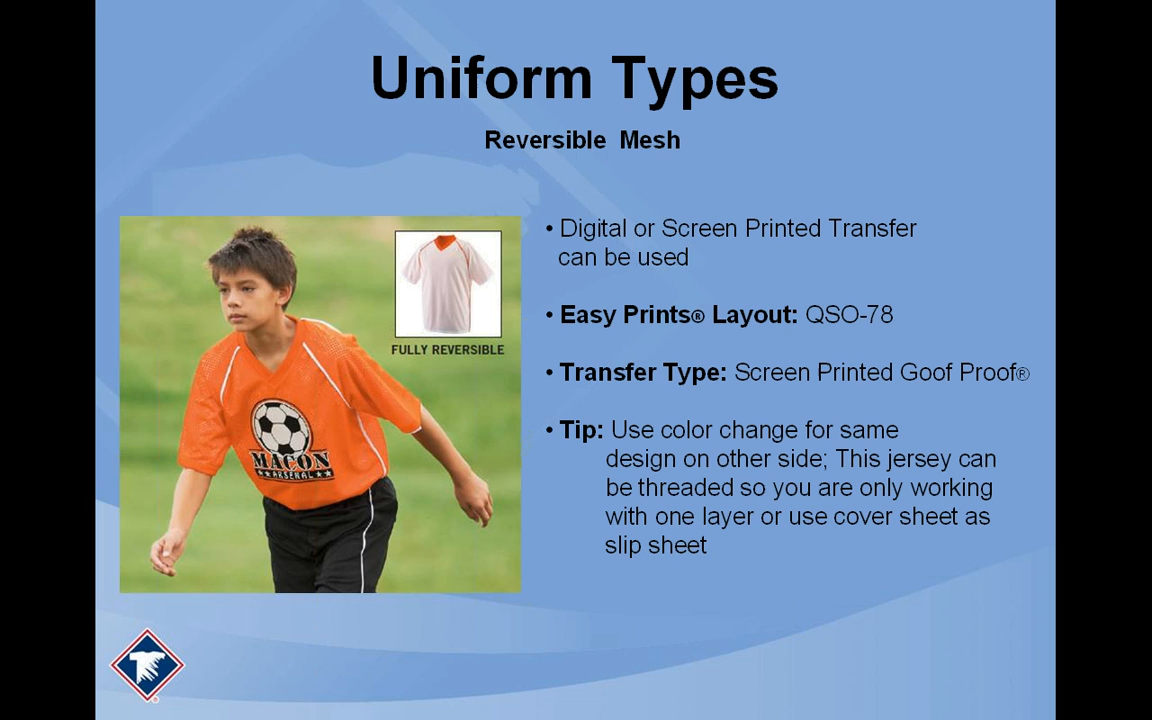 Uniform Types
Reversible Mesh
FULLY REVERSIBLE
MACON
ARSENAL
• Digital or Screen Printed Transfer
can be used
• Easy Prints® Layout: QSO-78
• Transfer Type: Screen Printed Goof Proof®
• Tip: Use color change for same
design on other side; This jersey can
be threaded so you are only working
with one layer or use cover sheet as
slip sheet
®